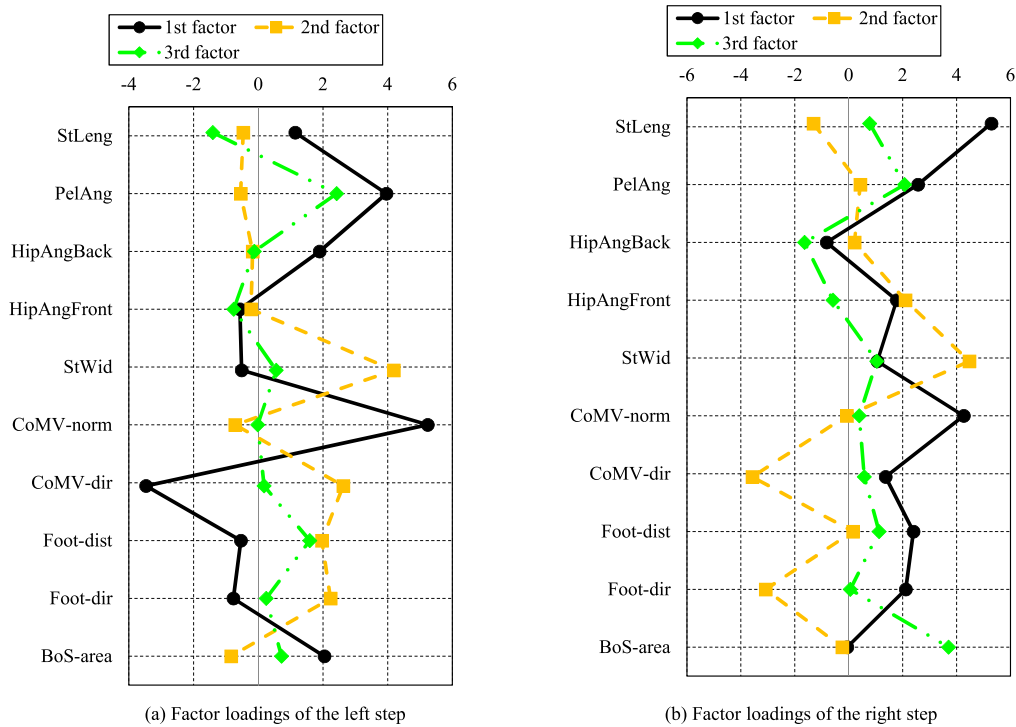 1st factor 2nd factor
3rd factor
-4 -2 0 2 4 6
StLeng
PelAng
HipAngBack
HipAngFront
StWid
CoMV-norm
CoMV-dir
Foot-dist
Foot-dir
BoS-area
(a) Factor loadings of the left step
1st factor 2nd factor
3rd factor
-6 -4 -2 0 2 4 6
StLeng
PelAng
HipAngBack
HipAngFront
StWid
CoMV-norm
CoMV-dir
Foot-dist
Foot-dir
BoS-area
(b) Factor loadings of the right step